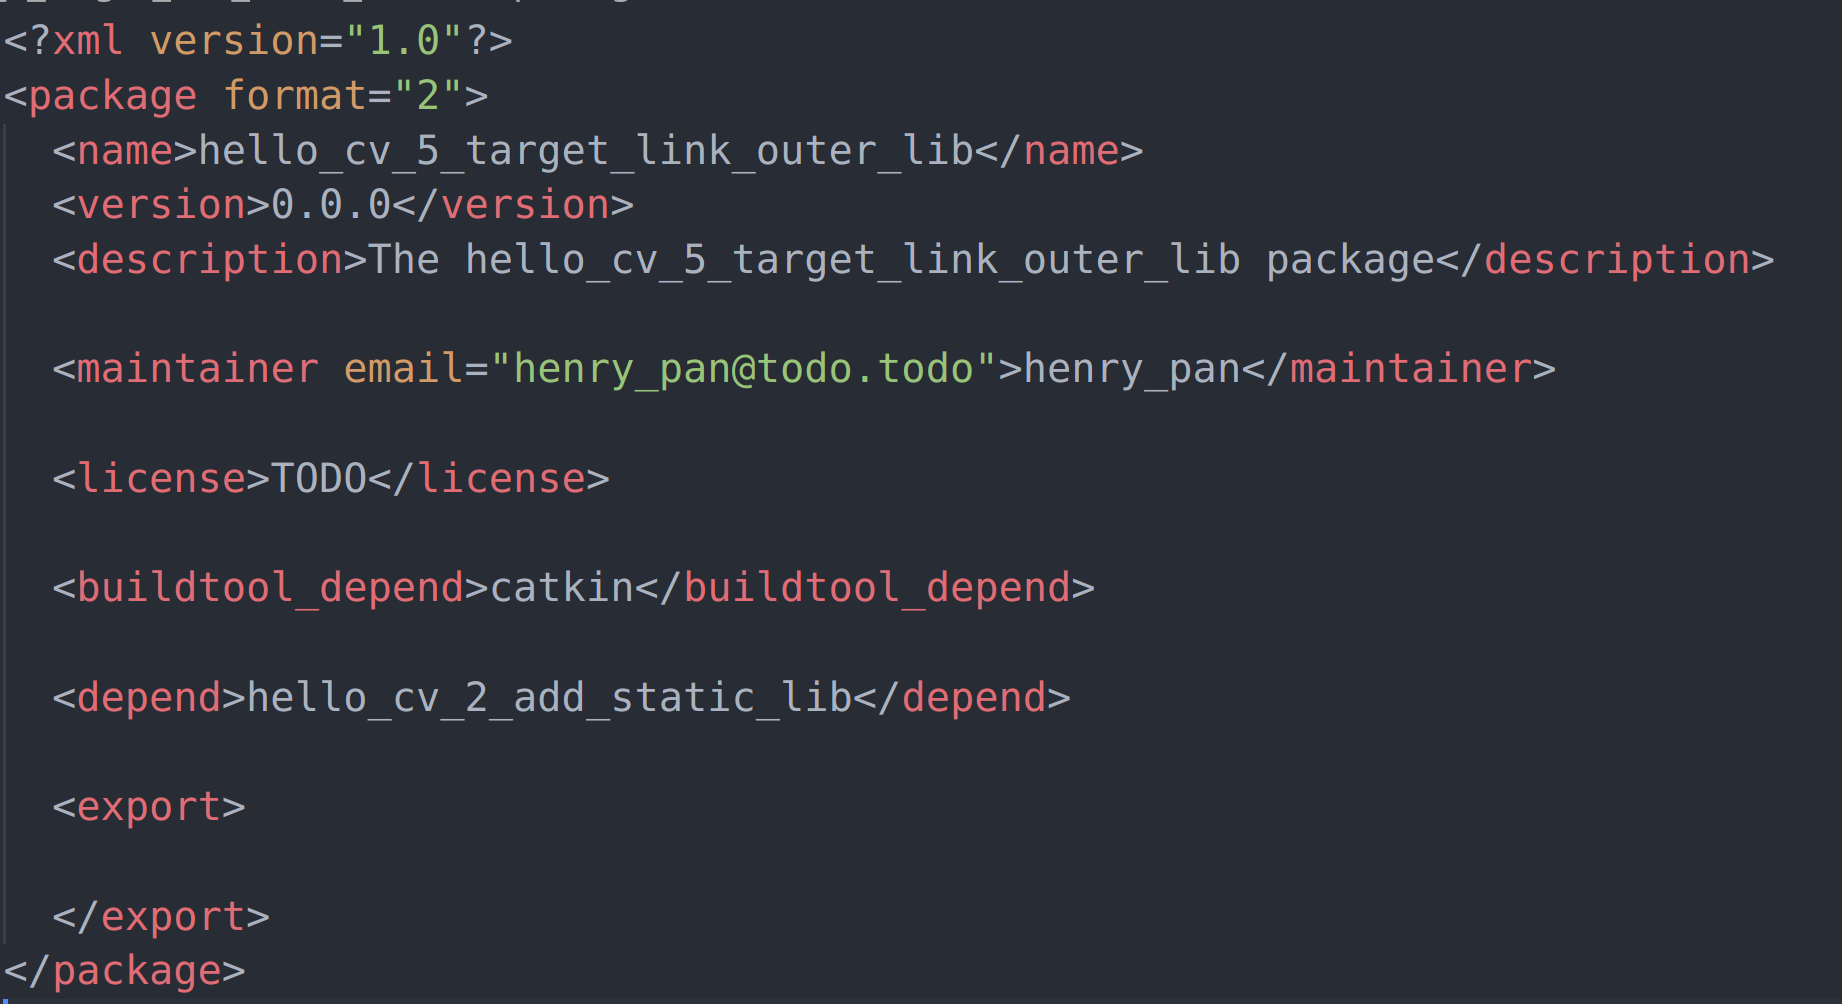 <?xml version="1.0"?>
<package format="2">
<name>hello_cv_5_target_link_outer_lib</name>
<version>0.0.0</version>
<description>The hello_cv_5_target_link_outer_lib package</description>
<maintainer email="henry_pan@todo.todo">henry_pan</maintainer>
<license>TODO</license>
<buildtool_depend>catkin</buildtool_depend>
<depend>hello_cv_2_add_static_lib</depend>
<export>
</export>
</package>